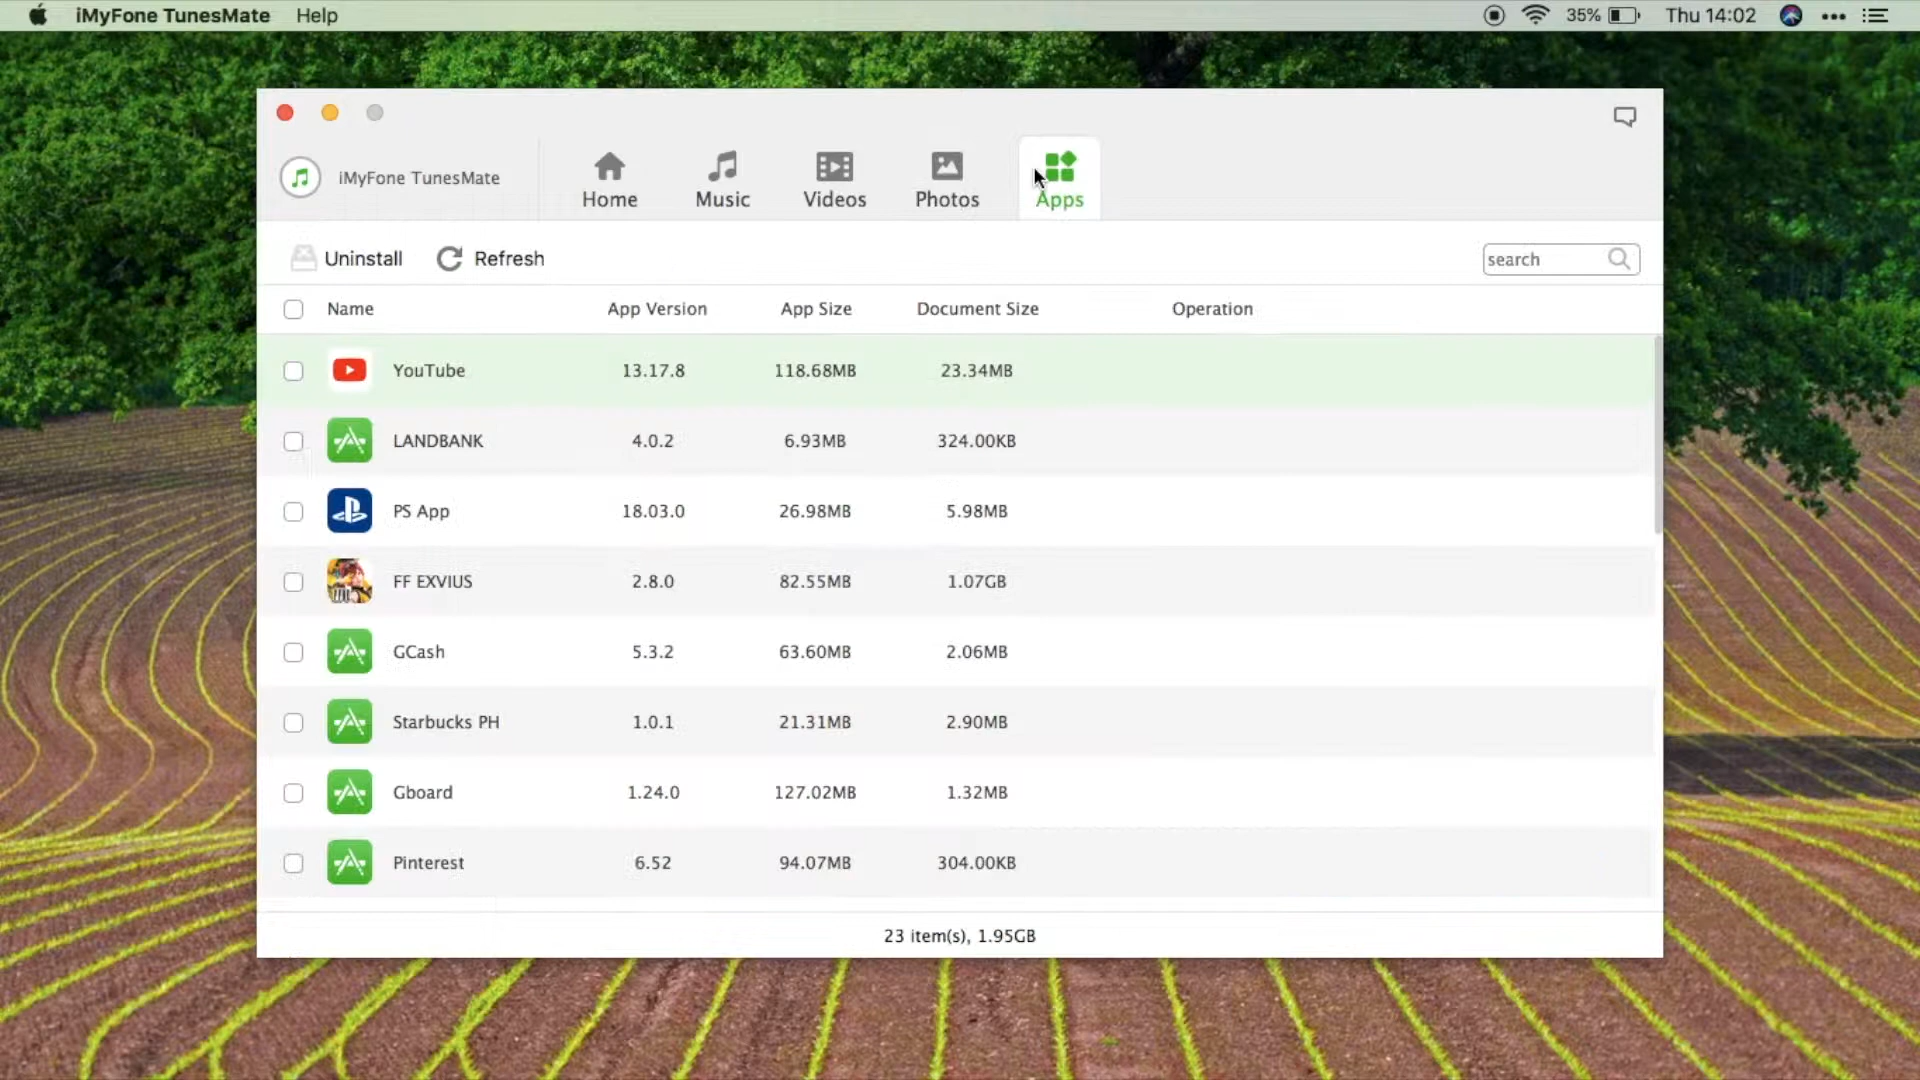 iMyFone TunesMate Help 35% Thu 14:02
iMyFone TunesMate
Home Music Videos Photos Apps
Uninstall Refresh search
Name App Version App Size Document Size Operation
YouTube 13.17.8 118.68MB 23.34MB
LANDBANK 4.0.2 6.93MB 324.00KB
PS App 18.03.0 26.98MB 5.98MB
FF EXVIUS 2.8.0 82.55MB 1.07GB
GCash 5.3.2 63.60MB 2.06MB
Starbucks PH 1.0.1 21.31MB 2.90MB
Gboard 1.24.0 127.02MB 1.32MB
Pinterest 6.52 94.07MB 304.00KB
23 item(s), 1.95GB